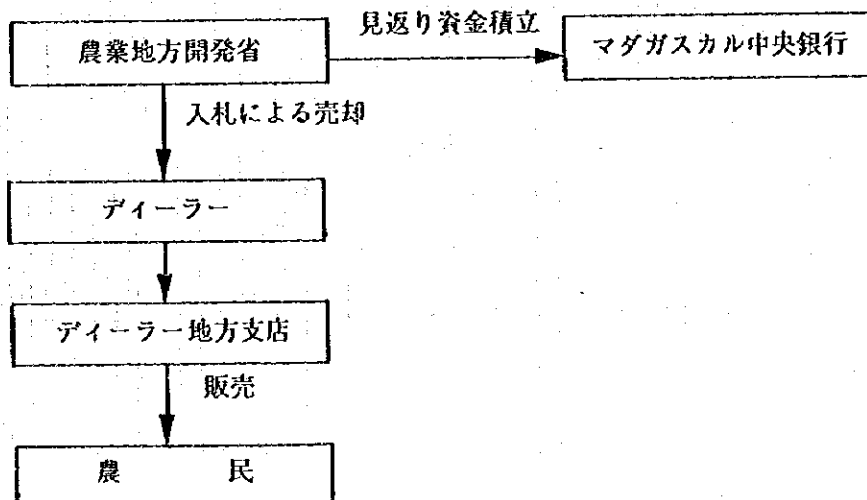 見返り資金積立
農業地方開発省
マダガスカル中央銀行
入札による売却
ディーラー
ディーラー地方支店
販売
農民